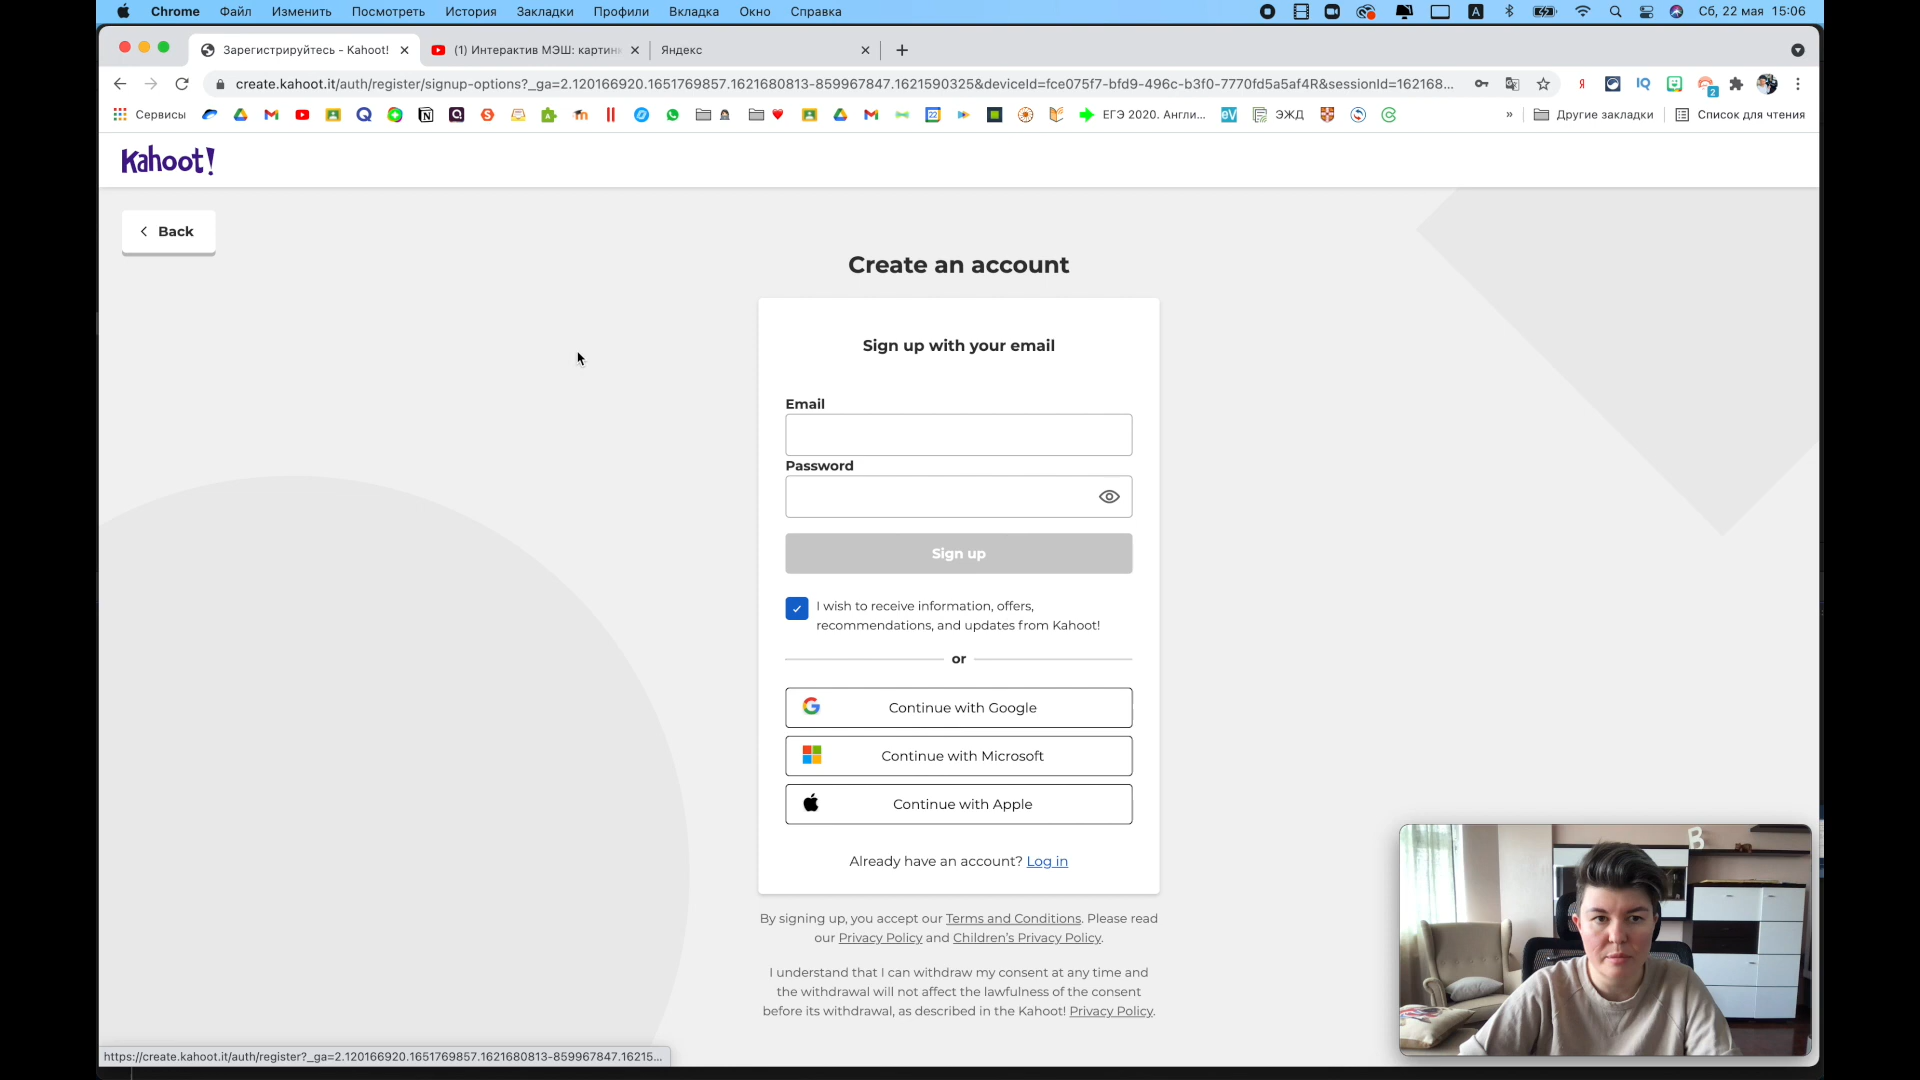 Chrome Файл Изменить Посмотреть История Закладки Профили Вкладка Окно Справка A Сб, 22 мая 15:06
Зарегистрируйтесь - Kahoot! (1) Интерактив МЭШ: картин Яндекс
create.kahoot.it/auth/register/signup-options?_ga=2.120166920.1651769857.1621680813-859967847.1621590325&deviceId=fce075f7-bfd9-496c-b3f0-7770fd5a5af4R&sessionId=162168... Я IQ 2
Сервисы 22 ЕГЭ 2020. Англи... eV ЭЖД » Другие закладки Список для чтения
Kahoot!
Back
Create an account
Sign up with your email
Email
Password
Sign up
I wish to receive information, offers,
recommendations, and updates from Kahoot!
or
Continue with Google
Continue with Microsoft
Continue with Apple
Already have an account? Log in
By signing up, you accept our Terms and Conditions. Please read
our Privacy Policy and Children's Privacy Policy.
I understand that I can withdraw my consent at any time and
the withdrawal will not affect the lawfulness of the consent
before its withdrawal, as described in the Kahoot! Privacy Policy.
B
https://create.kahoot.it/auth/register?_ga=2.120166920.1651769857.1621680813-859967847.16215...